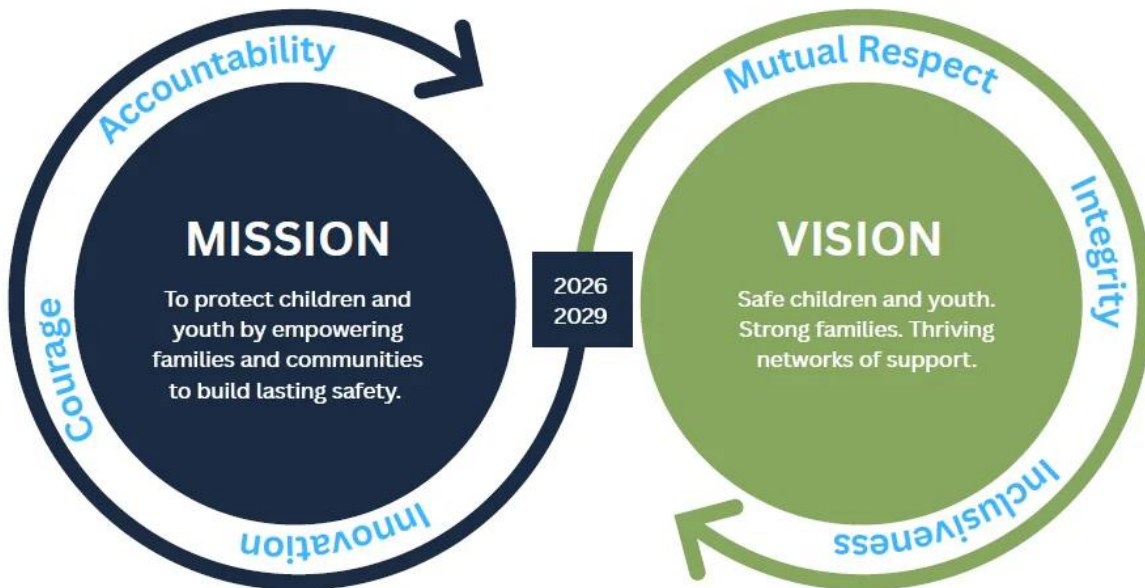 Accountability
Courage
Innovation
MISSION
To protect children and
youth by empowering
families and communities
to build lasting safety.
2026
2029
Mutual Respect
Integrity
Inclusiveness
VISION
Safe children and youth.
Strong families. Thriving
networks of support.